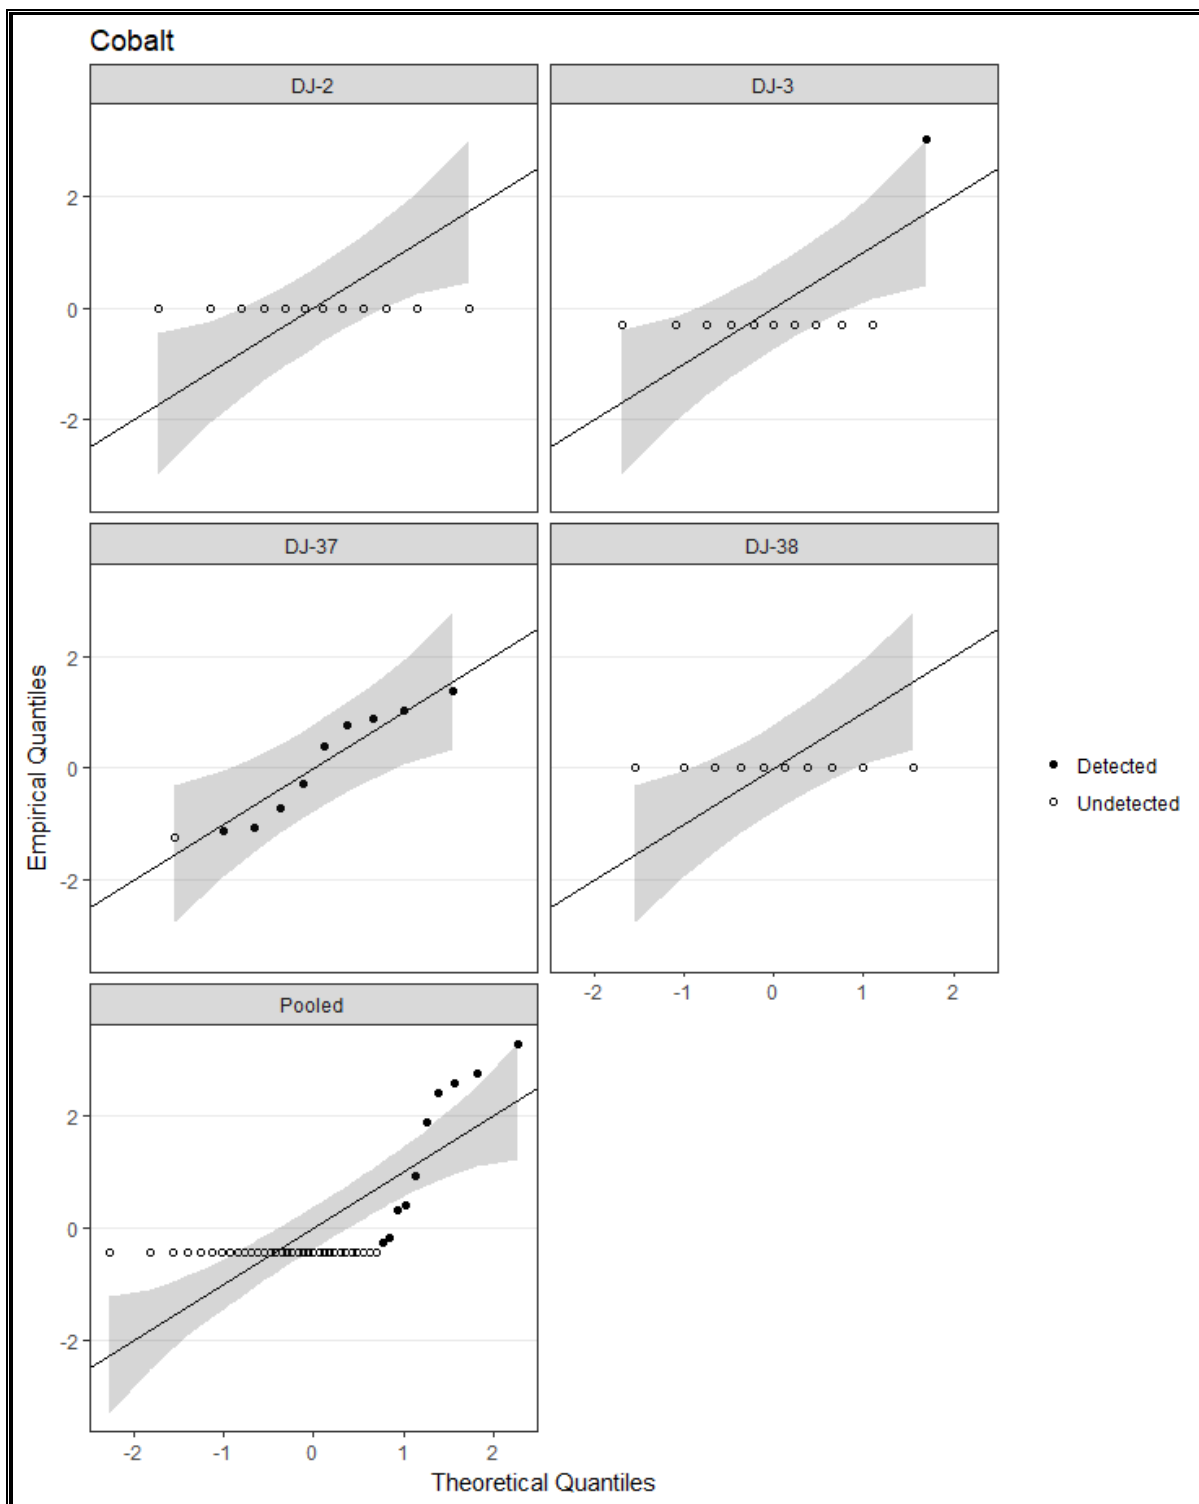 Cobalt
DJ-2
DJ-3
2
0
-2
DJ-37
DJ-38
2
0
-2
-2 -1 0 1 2
Pooled
2
0
-2
-2 -1 0 1 2
Theoretical Quantiles
Empirical Quantiles
Detected
Undetected